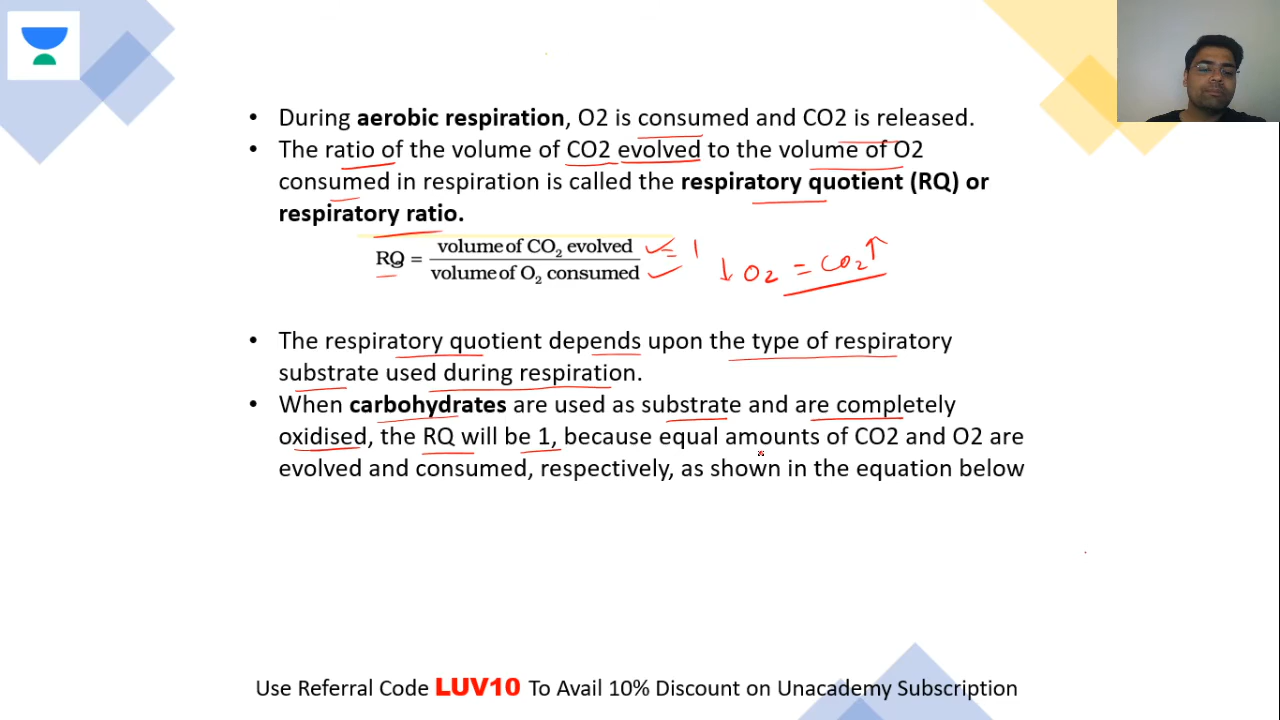 • During aerobic respiration, O2 is consumed and CO2 is released.
• The ratio of the volume of CO2 evolved to the volume of O2
consumed in respiration is called the respiratory quotient (RQ) or
respiratory ratio.
RQ = volume of CO₂ evolved / volume of O₂ consumed = 1
↓ O₂ = CO₂ ↑
• The respiratory quotient depends upon the type of respiratory
substrate used during respiration.
• When carbohydrates are used as substrate and are completely
oxidised, the RQ will be 1, because equal amounts of CO2 and O2 are
evolved and consumed, respectively, as shown in the equation below
Use Referral Code LUV10 To Avail 10% Discount on Unacademy Subscription